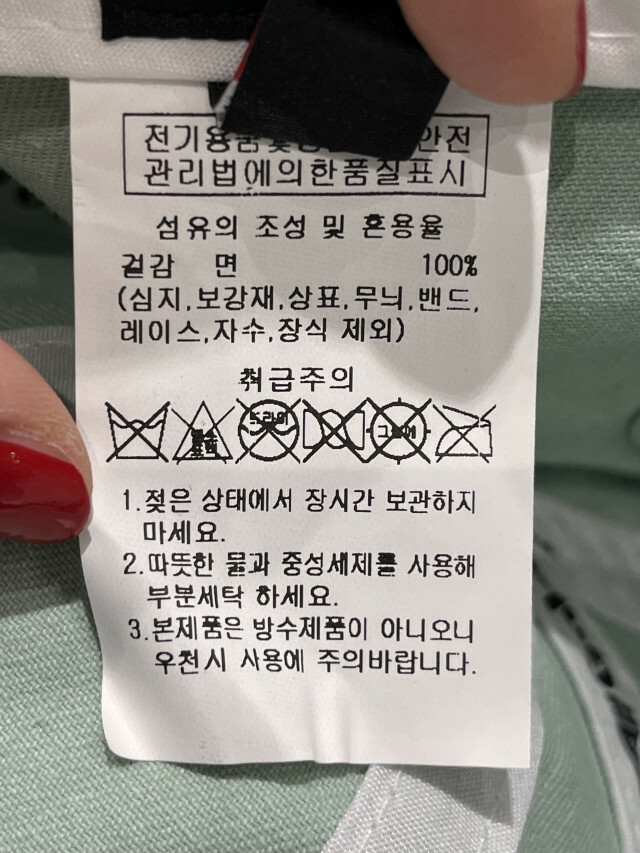 전기용품및 안전
관리법에의한품질표시
섬유의 조성 및 혼용율
겉감 면 100%
(심지,보강재,상표,무늬,밴드,
레이스,자수,장식 제외)
취급주의
드라이
1.젖은 상태에서 장시간 보관하지
마세요.
2.따뜻한 물과 중성세제를 사용해
부분세탁 하세요.
3.본제품은 방수제품이 아니오니
우천시 사용에 주의바랍니다.